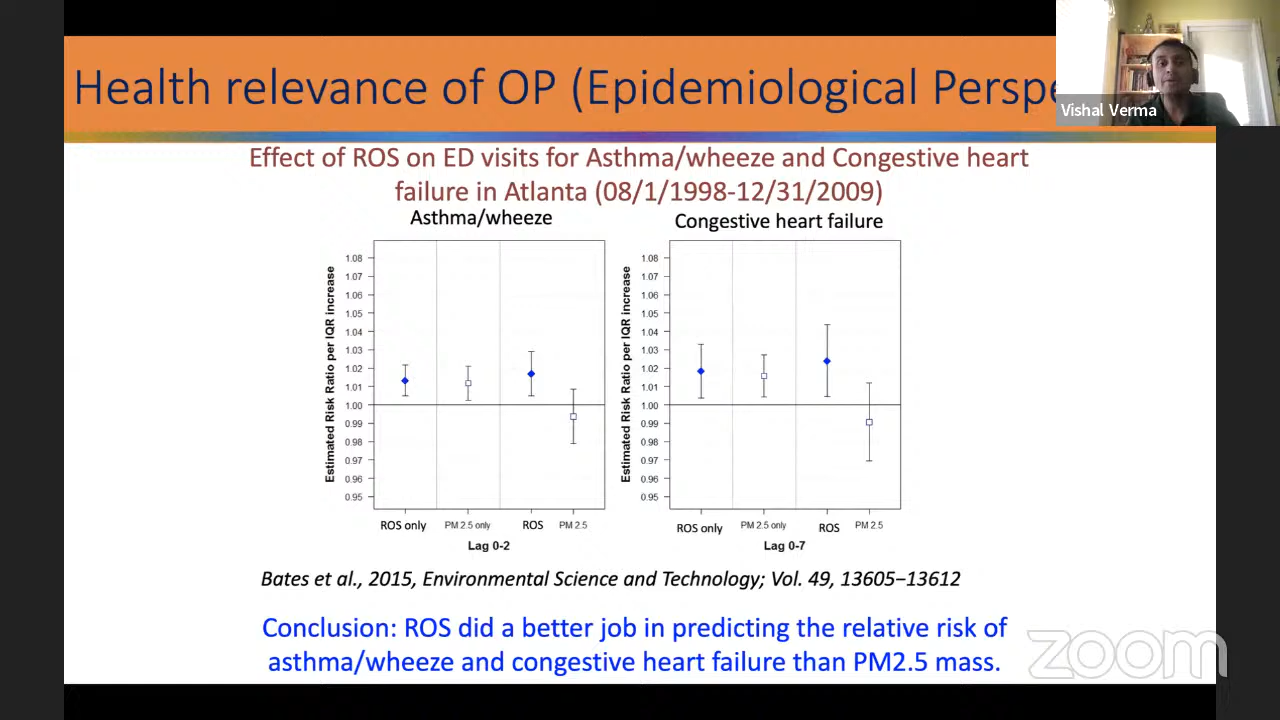 Health relevance of OP (Epidemiological Perspe
Vishal Verma
Effect of ROS on ED visits for Asthma/wheeze and Congestive heart
failure in Atlanta (08/1/1998-12/31/2009)
Asthma/wheeze
Estimated Risk Ratio per IQR increase
1.08
1.07
1.06
1.05
1.04
1.03
1.02
1.01
1.00
0.99
0.98
0.97
0.96
0.95
ROS only PM 2.5 only ROS PM 2.5
Lag 0-2
Congestive heart failure
Estimated Risk Ratio per IQR increase
1.08
1.07
1.06
1.05
1.04
1.03
1.02
1.01
1.00
0.99
0.98
0.97
0.96
0.95
ROS only PM 2.5 only ROS PM 2.5
Lag 0-7
Bates et al., 2015, Environmental Science and Technology; Vol. 49, 13605−13612
Conclusion: ROS did a better job in predicting the relative risk of
asthma/wheeze and congestive heart failure than PM2.5 mass.
zoom